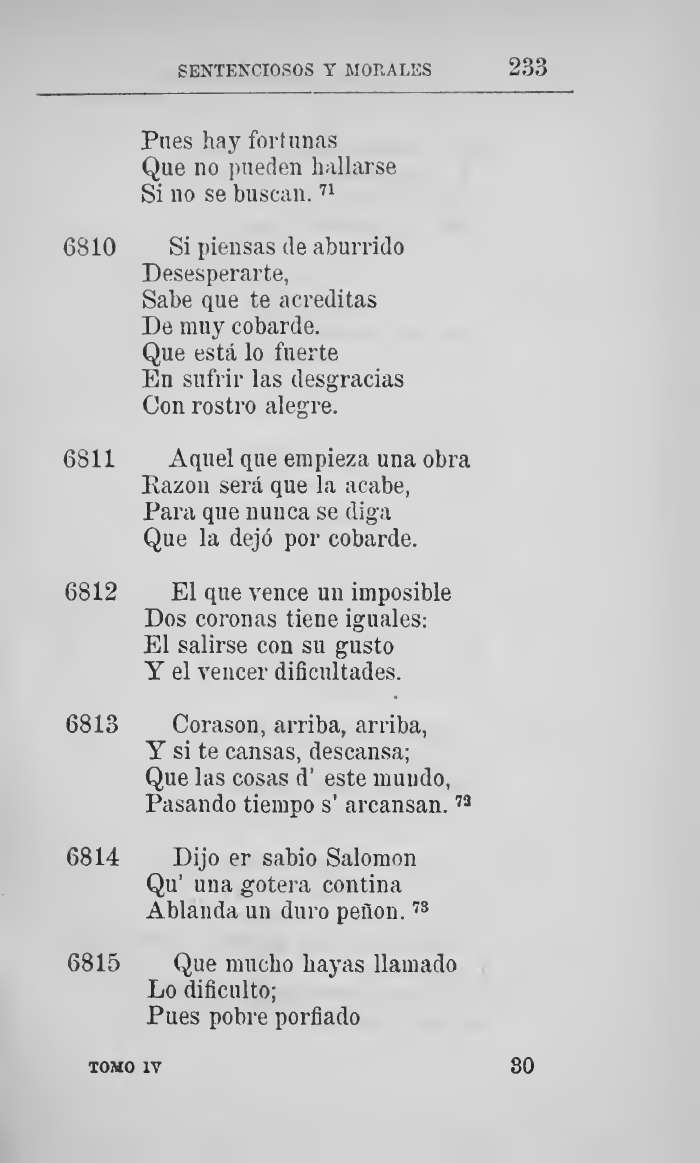 SENTENCIOSOS Y MORALES 233
Pues hay fortunas
Que no pueden hallarse
Si no se buscan. 71
6810 Si piensas de aburrido
Desesperarte,
Sabe que te acreditas
De muy cobarde.
Que está lo fuerte
En sufrir las desgracias
Con rostro alegre.
6811 Aquel que empieza una obra
Razon será que la acabe,
Para que nunca se diga
Que la dejó por cobarde.
6812 El que vence un imposible
Dos coronas tiene iguales:
El salirse con su gusto
Y el vencer dificultades.
6813 Corason, arriba, arriba,
Y si te cansas, descansa;
Que las cosas d' este mundo,
Pasando tiempo s' arcansan. 72
6814 Dijo er sabio Salomon
Qu' una gotera contina
Ablanda un duro peñon. 73
6815 Que mucho hayas llamado
Lo dificulto;
Pues pobre porfiado
TOMO IV 30